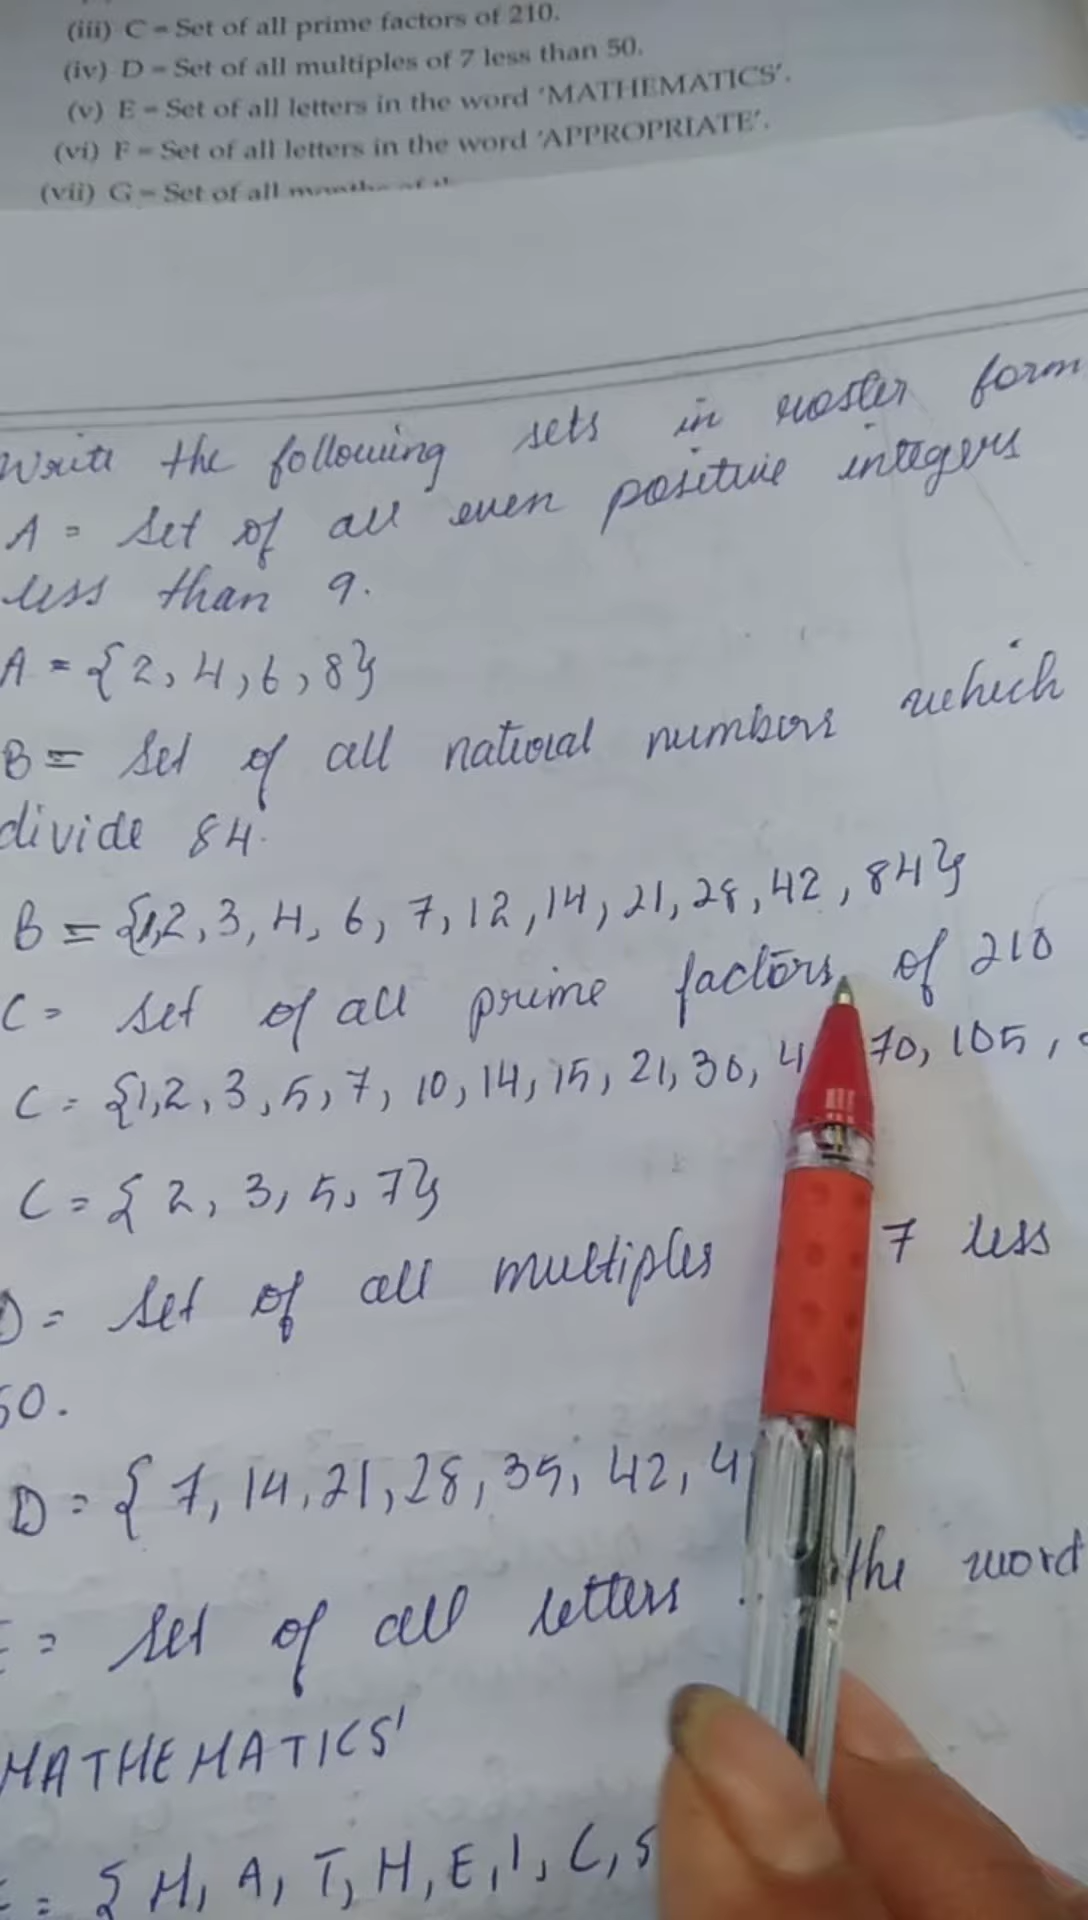 (iii) C = Set of all prime factors of 210.
(iv) D = Set of all multiples of 7 less than 50.
(v) E = Set of all letters in the word 'MATHEMATICS'.
(vi) F = Set of all letters in the word 'APPROPRIATE'.
(vii) G = Set of all months of
Write the following sets in roster form
A = Set of all even positive integers
less than 9.
A = {2, 4, 6, 8}
B = Set of all natural numbers which
divide 84.
B = {1,2, 3, 4, 6, 7, 12, 14, 21, 28, 42, 84}
C = Set of all prime factors of 210
C = {1,2, 3, 5, 7, 10, 14, 15, 21, 30, 70, 105,
C = { 2, 3, 5, 7}
D = Set of all multiples 7 less
50.
D = { 7, 14, 21, 28, 35, 42,
E = Set of all letters the word
MATHEMATICS'
= { M, A, T, H, E, I, C, S